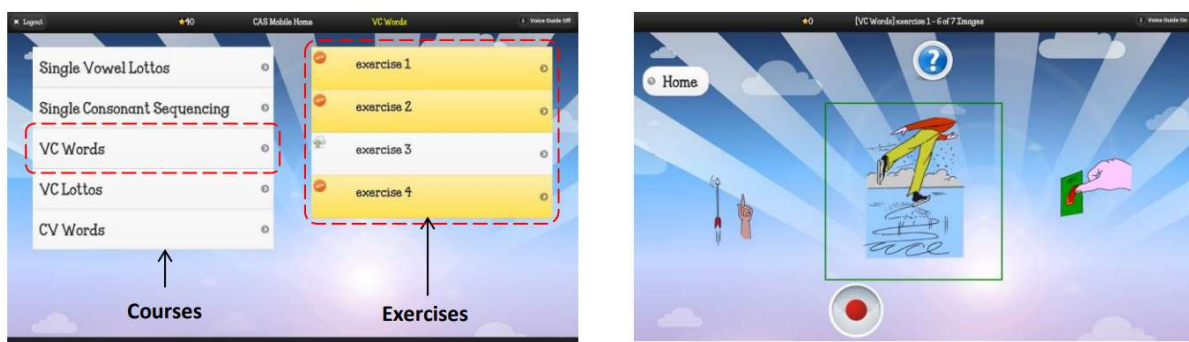 × Logout ★40 CAS Mobile Home VC Words Voice Guide Off
Single Vowel Lottos
Single Consonant Sequencing
VC Words
VC Lottos
CV Words
exercise 1
exercise 2
exercise 3
exercise 4
Courses
Exercises
★0 [VC Words] exercise 1 - 6 of 7 Images Voice Guide On
?
Home